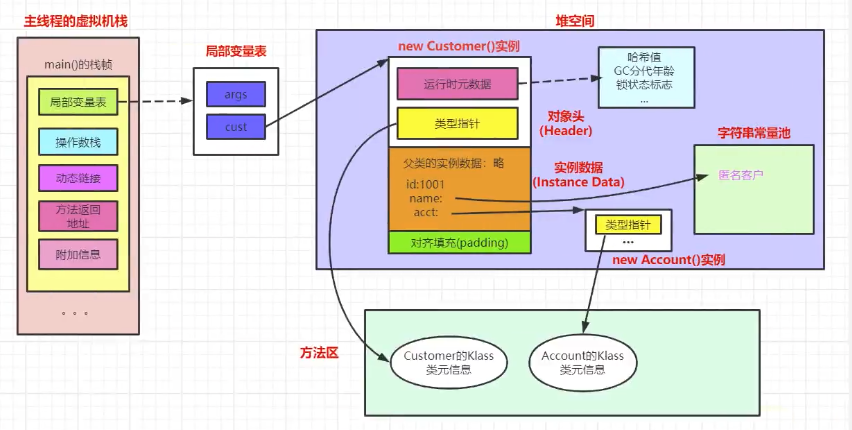 主线程的虚拟机栈
main()的栈帧
局部变量表
操作数栈
动态链接
方法返回
地址
附加信息
。。。
局部变量表
args
cust
堆空间
new Customer()实例
运行时元数据
类型指针
对象头
(Header)
哈希值
GC分代年龄
锁状态标志
...
父类的实例数据：略
id:1001
name:
acct:
对齐填充(padding)
实例数据
(Instance Data)
字符串常量池
匿名客户
类型指针
...
new Account()实例
方法区
Customer的Klass
类元信息
Account的Klass
类元信息